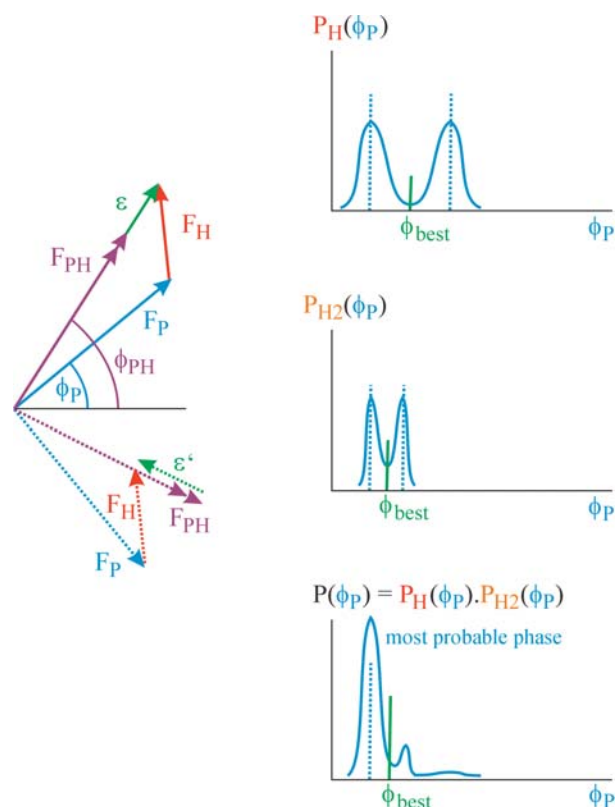 ε
F_H
F_PH
F_P
ϕ_PH
ϕ_P
ε‘
F_H
F_PH
F_P
P_H(ϕ_P)
ϕ_best
ϕ_P
P_H2(ϕ_P)
ϕ_best
ϕ_P
P(ϕ_P) = P_H(ϕ_P).P_H2(ϕ_P)
most probable phase
ϕ_best
ϕ_P